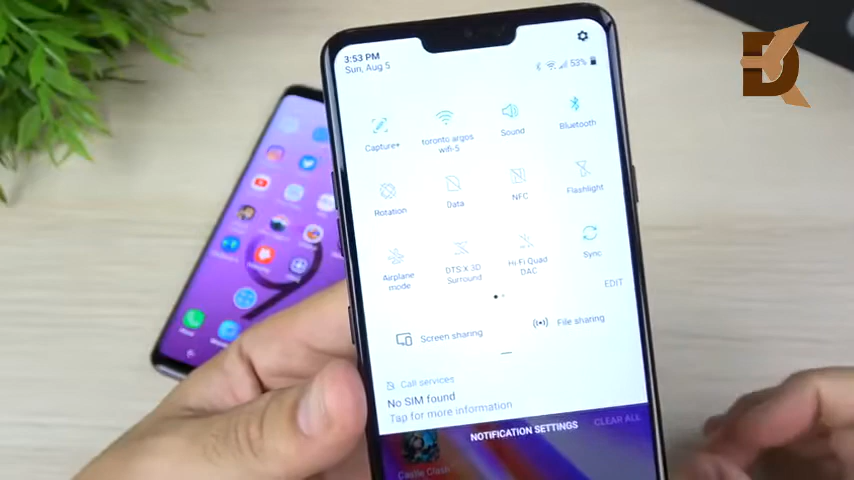 3:53 PM
Sun, Aug 5
53%
Capture+
toronto argos
wifi-5
Sound
Bluetooth
Rotation
Data
NFC
Flashlight
Airplane
mode
DTS:X 3D
Surround
Hi-Fi Quad
DAC
Sync
EDIT
Screen sharing
File sharing
Call services
No SIM found
Tap for more information
NOTIFICATION SETTINGS
CLEAR ALL
Castle Clash
D